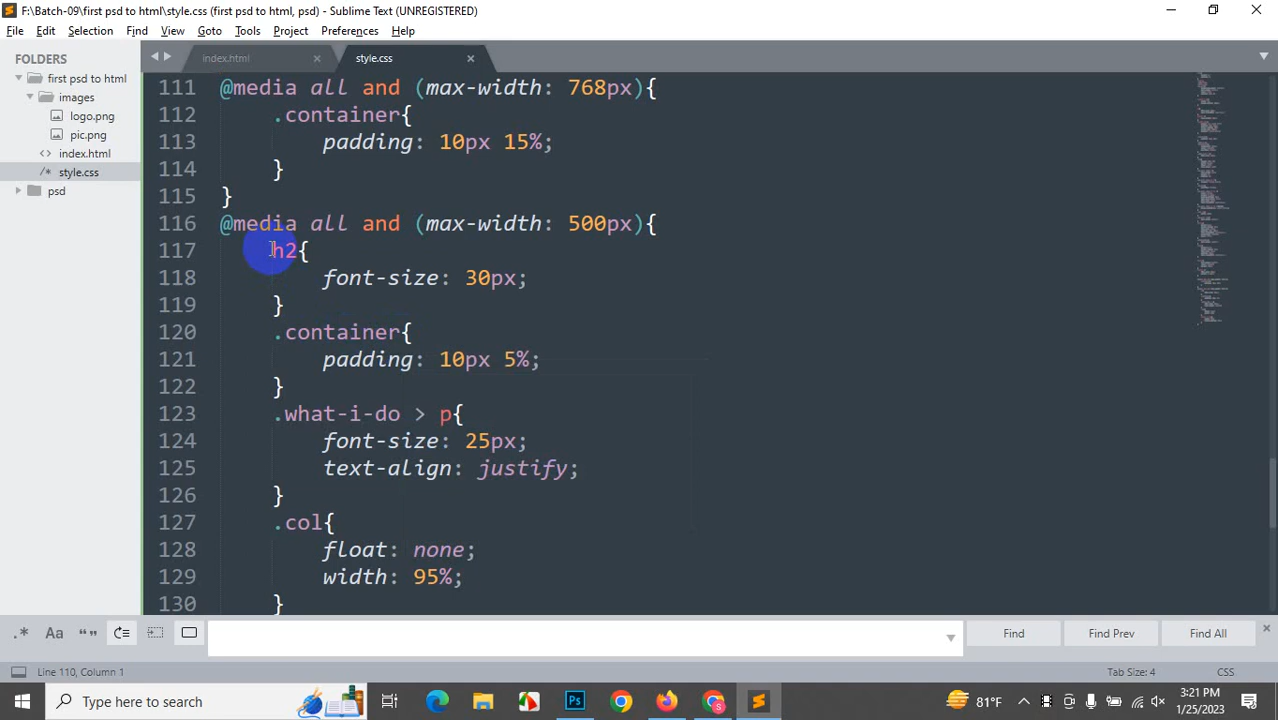 F:\Batch-09\first psd to html\style.css (first psd to html, psd) - Sublime Text (UNREGISTERED)
File Edit Selection Find View Goto Tools Project Preferences Help
FOLDERS
first psd to html
images
logo.png
pic.png
index.html
style.css
psd
index.html
style.css
111 @media all and (max-width: 768px){
112 .container{
113 padding: 10px 15%;
114 }
115 }
116 @media all and (max-width: 500px){
117 h2{
118 font-size: 30px;
119 }
120 .container{
121 padding: 10px 5%;
122 }
123 .what-i-do > p{
124 font-size: 25px;
125 text-align: justify;
126 }
127 .col{
128 float: none;
129 width: 95%;
130 }
.* Aa “”
Find Find Prev Find All
Line 110, Column 1
Tab Size: 4 CSS
Type here to search
Ps
S
81°F
3:21 PM
1/25/2023